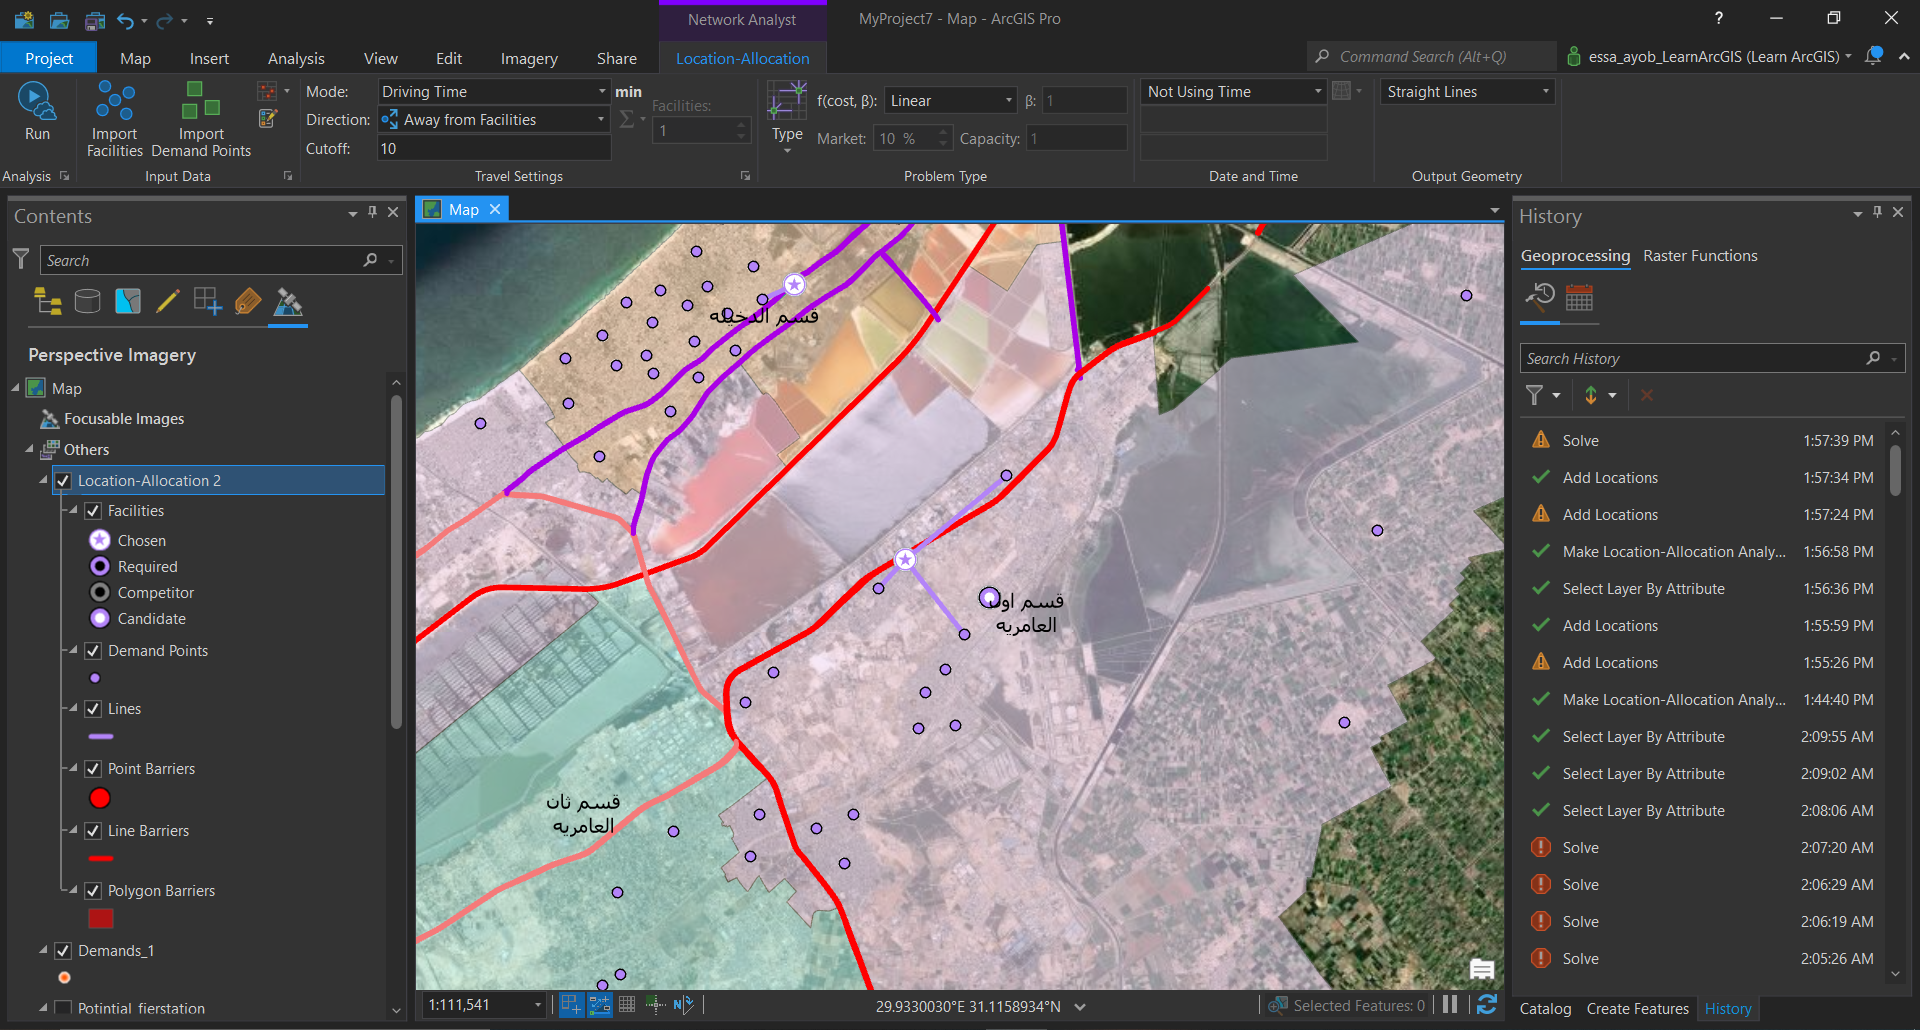 Network Analyst
MyProject7 - Map - ArcGIS Pro
?
Project
Map
Insert
Analysis
View
Edit
Imagery
Share
Location-Allocation
Command Search (Alt+Q)
essa_ayob_LearnArcGIS (Learn ArcGIS)
Run
Import
Facilities
Import
Demand Points
Mode:
Driving Time
min
Direction:
Away from Facilities
Cutoff:
10
Facilities:
1
Type
f(cost, β):
Linear
β:
1
Market:
10 %
Capacity:
1
Not Using Time
Straight Lines
Analysis
Input Data
Travel Settings
Problem Type
Date and Time
Output Geometry
Contents
Search
Perspective Imagery
Map
Focusable Images
Others
Location-Allocation 2
Facilities
Chosen
Required
Competitor
Candidate
Demand Points
Lines
Point Barriers
Line Barriers
Polygon Barriers
Demands_1
Potintial_fierstation
Map
قسم الدخيله
قسم اول
العامريه
قسم ثان
العامريه
1:111,541
29.9330030°E 31.1158934°N
Selected Features: 0
History
Geoprocessing
Raster Functions
Search History
Solve 1:57:39 PM
Add Locations 1:57:34 PM
Add Locations 1:57:24 PM
Make Location-Allocation Analy... 1:56:58 PM
Select Layer By Attribute 1:56:36 PM
Add Locations 1:55:59 PM
Add Locations 1:55:26 PM
Make Location-Allocation Analy... 1:44:40 PM
Select Layer By Attribute 2:09:55 AM
Select Layer By Attribute 2:09:02 AM
Select Layer By Attribute 2:08:06 AM
Solve 2:07:20 AM
Solve 2:06:29 AM
Solve 2:06:19 AM
Solve 2:05:26 AM
Catalog
Create Features
History